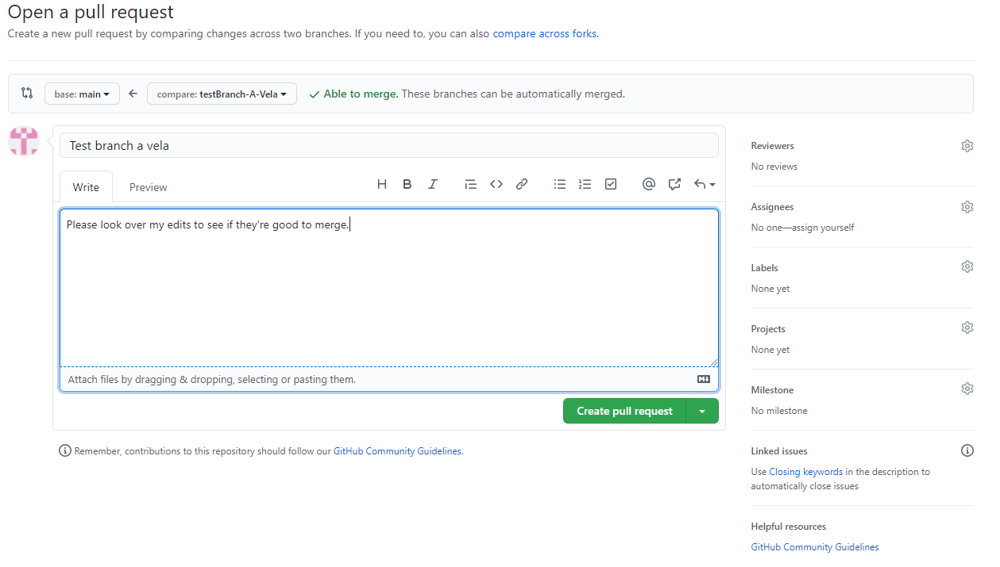 Open a pull request
Create a new pull request by comparing changes across two branches. If you need to, you can also compare across forks.
base: main
compare: testBranch-A-Vela
Able to merge. These branches can be automatically merged.
Test branch a vela
Write
Preview
H B I
Please look over my edits to see if they're good to merge.
Attach files by dragging & dropping, selecting or pasting them.
Create pull request
Remember, contributions to this repository should follow our GitHub Community Guidelines.
Reviewers
No reviews
Assignees
No one—assign yourself
Labels
None yet
Projects
None yet
Milestone
No milestone
Linked issues
Use Closing keywords in the description to
automatically close issues
Helpful resources
GitHub Community Guidelines